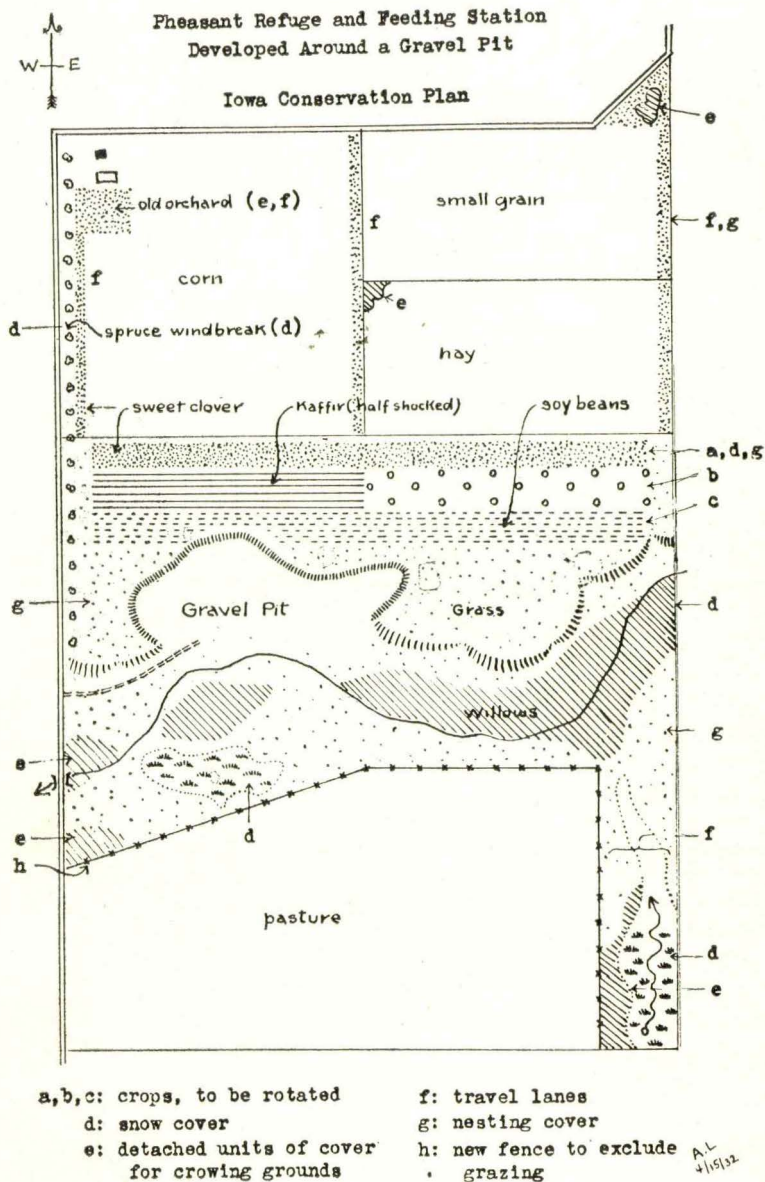 Pheasant Refuge and Feeding Station
Developed Around a Gravel Pit
Iowa Conservation Plan
W E
e
old orchard (e,f)
small grain
f
f,g
f
corn
e
d
spruce windbreak (d)
hay
sweet clover
Kaffir (half shocked)
soy beans
a,d,g
b
c
g
Gravel Pit
Grass
d
Willows
g
e
d
e
f
h
pasture
d
e
a,b,c: crops, to be rotated
d: snow cover
e: detached units of cover
for crowing grounds
f: travel lanes
g: nesting cover
h: new fence to exclude
grazing
A.L
4/15/32